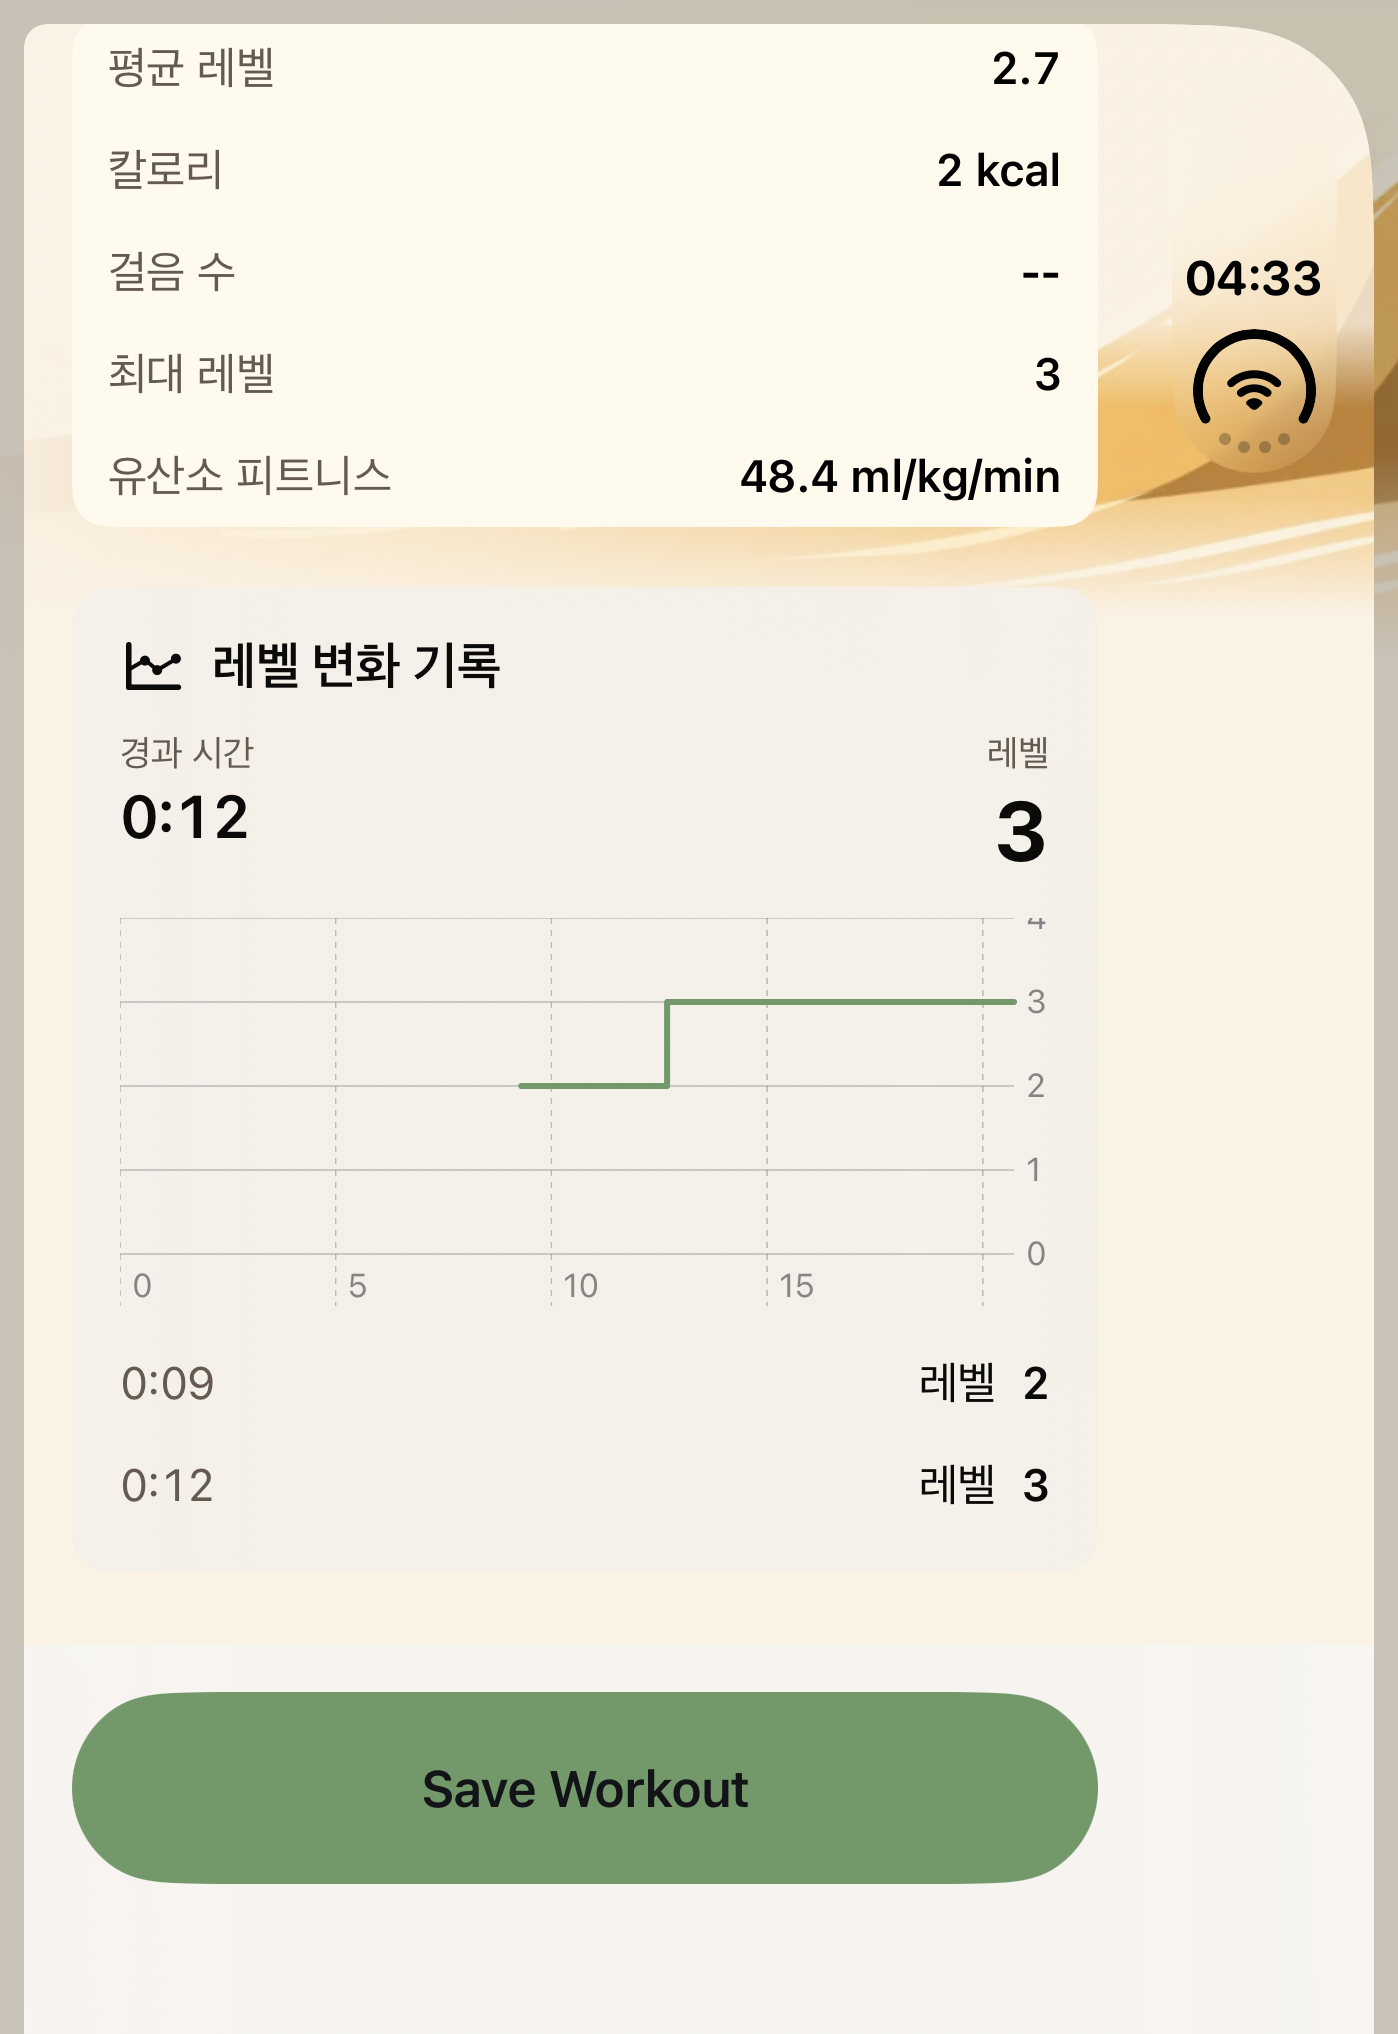 평균 레벨 2.7
칼로리 2 kcal
걸음 수 --
04:33
최대 레벨 3
유산소 피트니스 48.4 ml/kg/min
레벨 변화 기록
경과 시간 레벨
0:12 3
4
3
2
1
0
0 5 10 15
0:09 레벨 2
0:12 레벨 3
Save Workout